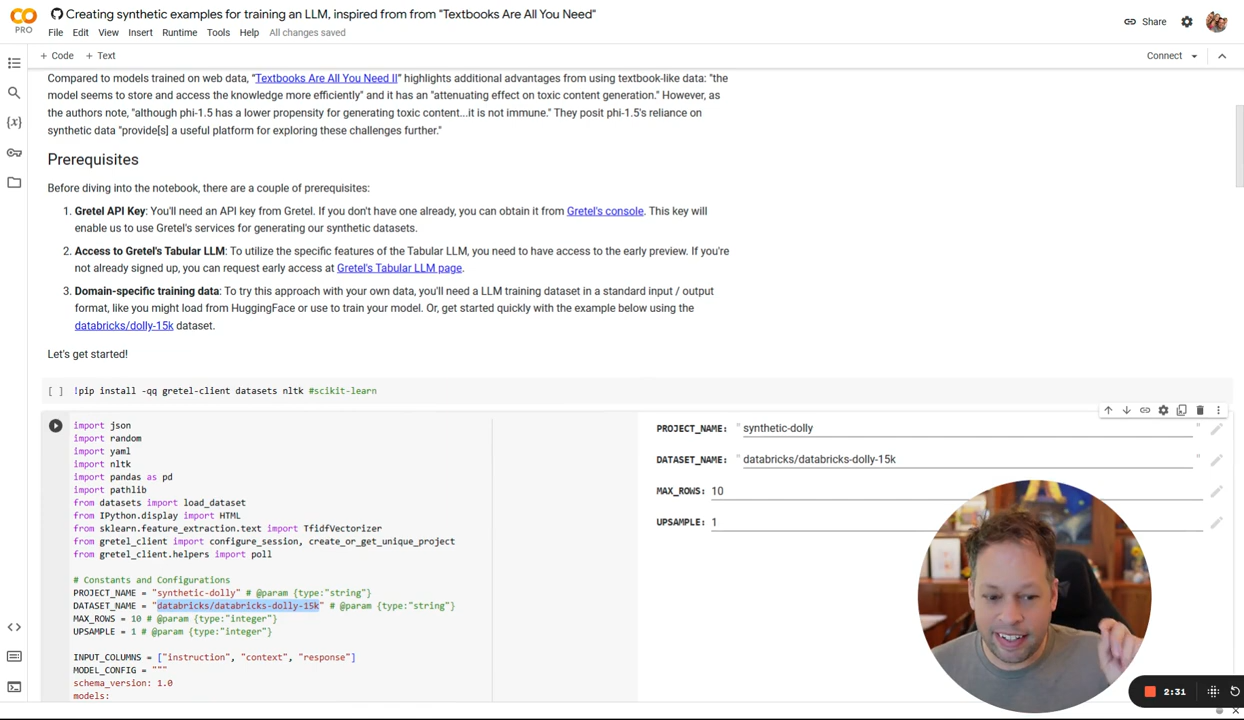 PRO
Creating synthetic examples for training an LLM, inspired from from "Textbooks Are All You Need"
File Edit View Insert Runtime Tools Help All changes saved
Share
+ Code + Text
Connect
Compared to models trained on web data, "Textbooks Are All You Need II" highlights additional advantages from using textbook-like data: "the
model seems to store and access the knowledge more efficiently" and it has an "attenuating effect on toxic content generation." However, as
the authors note, "although phi-1.5 has a lower propensity for generating toxic content...it is not immune." They posit phi-1.5's reliance on
synthetic data "provide[s] a useful platform for exploring these challenges further."
Prerequisites
Before diving into the notebook, there are a couple of prerequisites:
1. Gretel API Key: You'll need an API key from Gretel. If you don't have one already, you can obtain it from Gretel's console. This key will
enable us to use Gretel's services for generating our synthetic datasets.
2. Access to Gretel's Tabular LLM: To utilize the specific features of the Tabular LLM, you need to have access to the early preview. If you're
not already signed up, you can request early access at Gretel's Tabular LLM page.
3. Domain-specific training data: To try this approach with your own data, you'll need a LLM training dataset in a standard input / output
format, like you might load from HuggingFace or use to train your model. Or, get started quickly with the example below using the
databricks/dolly-15k dataset.
Let's get started!
[ ] !pip install -qq gretel-client datasets nltk #scikit-learn
import json
import random
import yaml
import nltk
import pandas as pd
import pathlib
from datasets import load_dataset
from IPython.display import HTML
from sklearn.feature_extraction.text import TfidfVectorizer
from gretel_client import configure_session, create_or_get_unique_project
from gretel_client.helpers import poll
# Constants and Configurations
PROJECT_NAME = "synthetic-dolly" # @param {type:"string"}
DATASET_NAME = "databricks/databricks-dolly-15k" # @param {type:"string"}
MAX_ROWS = 10 # @param {type:"integer"}
UPSAMPLE = 1 # @param {type:"integer"}
INPUT_COLUMNS = ["instruction", "context", "response"]
MODEL_CONFIG = """
schema_version: 1.0
models:
PROJECT_NAME: " synthetic-dolly "
DATASET_NAME: " databricks/databricks-dolly-15k "
MAX_ROWS: 10
UPSAMPLE: 1
2:31